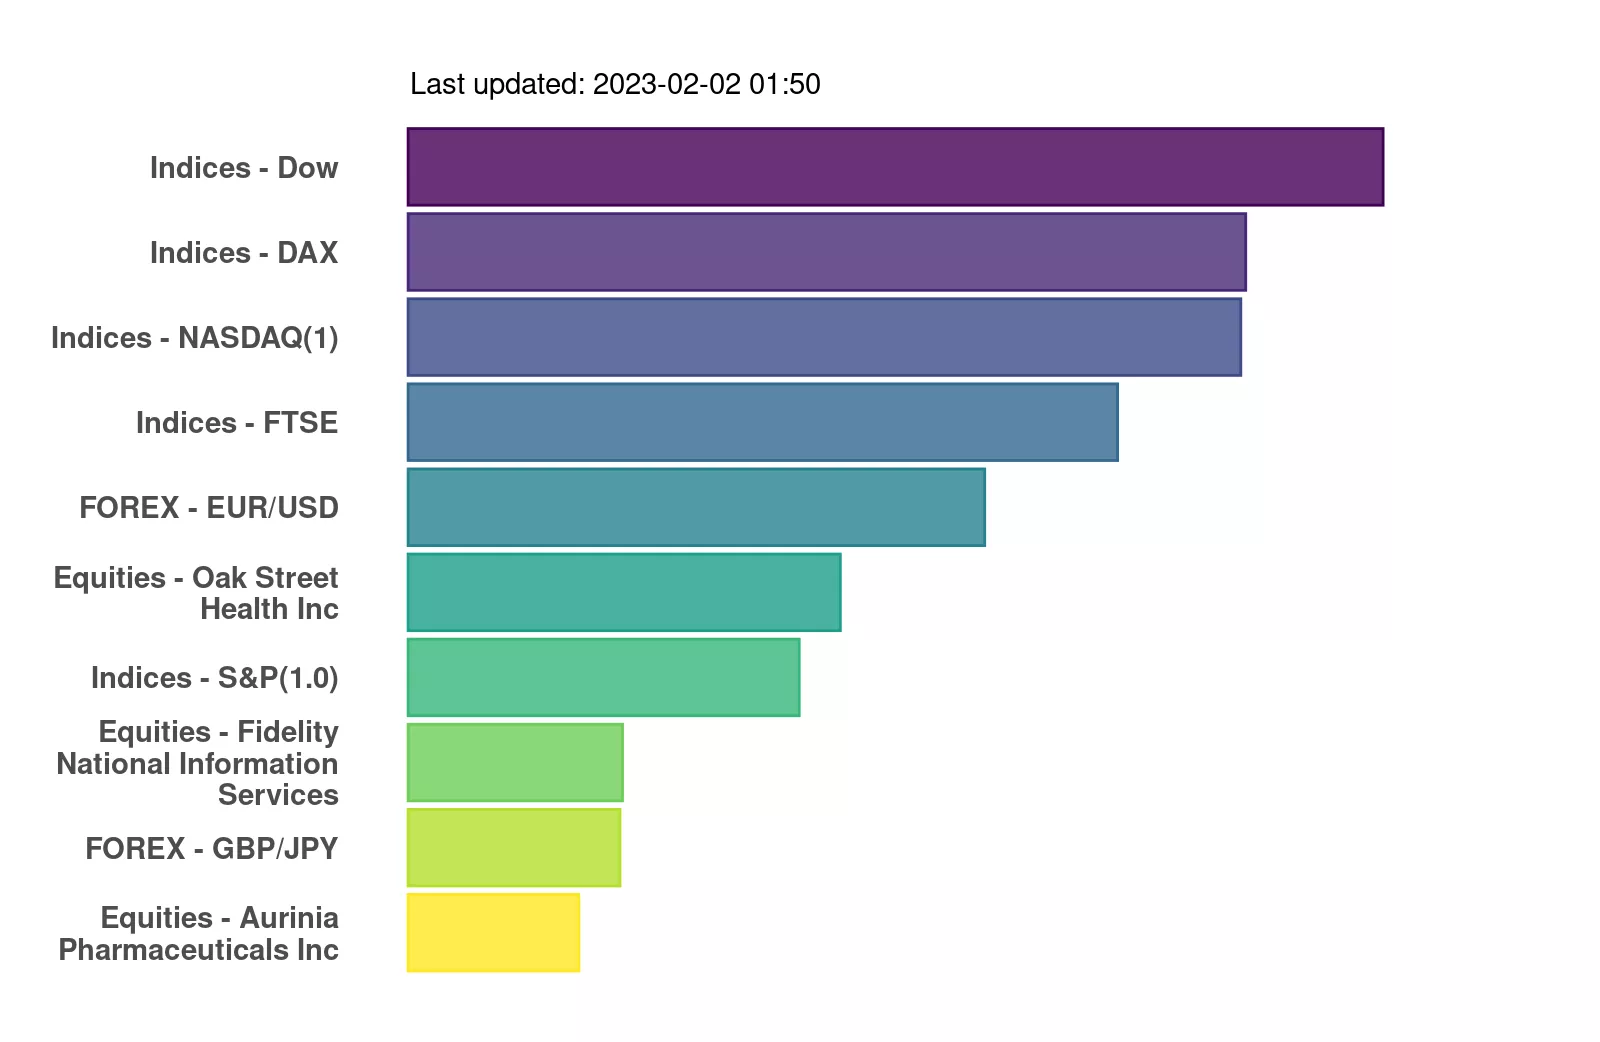 Last updated: 2023-02-02 01:50
Indices - Dow
Indices - DAX
Indices - NASDAQ(1)
Indices - FTSE
FOREX - EUR/USD
Equities - Oak Street
Health Inc
Indices - S&P(1.0)
Equities - Fidelity
National Information
Services
FOREX - GBP/JPY
Equities - Aurinia
Pharmaceuticals Inc